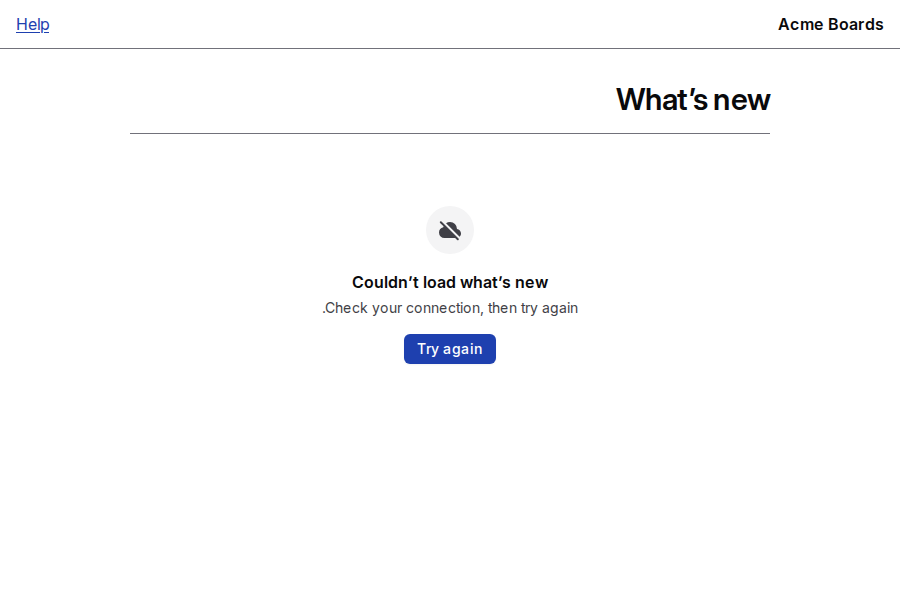 Acme Boards
Help
What’s new
Couldn’t load what’s new
.Check your connection, then try again
Try again